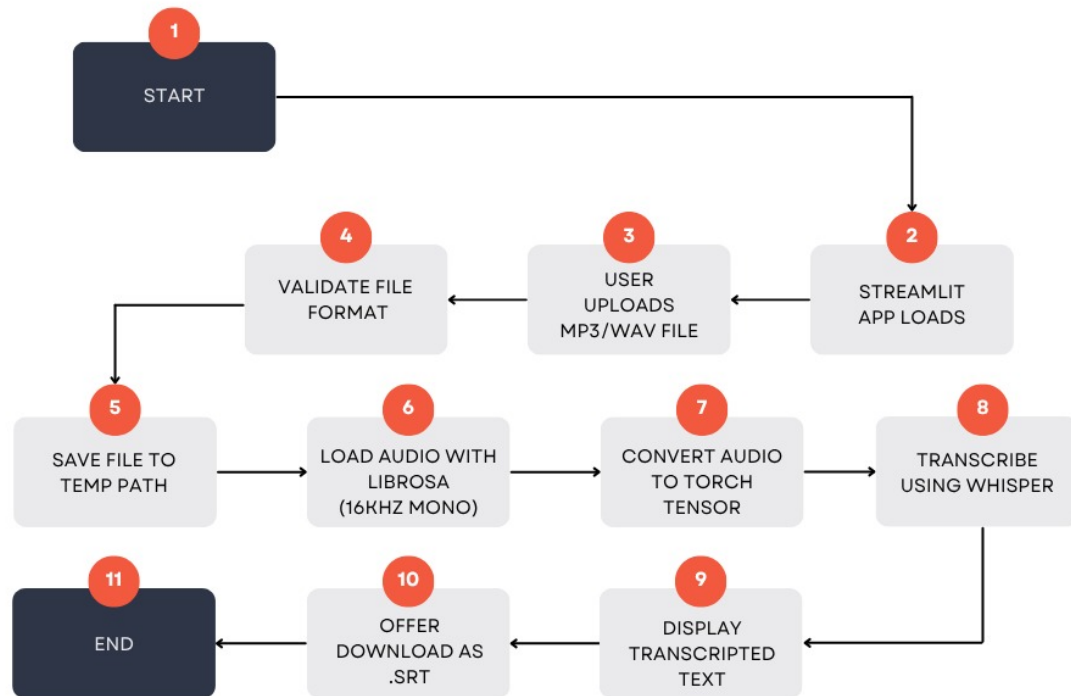 1
START
2
STREAMLIT
APP LOADS
3
USER
UPLOADS
MP3/WAV FILE
4
VALIDATE FILE
FORMAT
5
SAVE FILE TO
TEMP PATH
6
LOAD AUDIO WITH
LIBROSA
(16KHZ MONO)
7
CONVERT AUDIO
TO TORCH
TENSOR
8
TRANSCRIBE
USING WHISPER
9
DISPLAY
TRANSCRIPTED
TEXT
10
OFFER
DOWNLOAD AS
.SRT
11
END